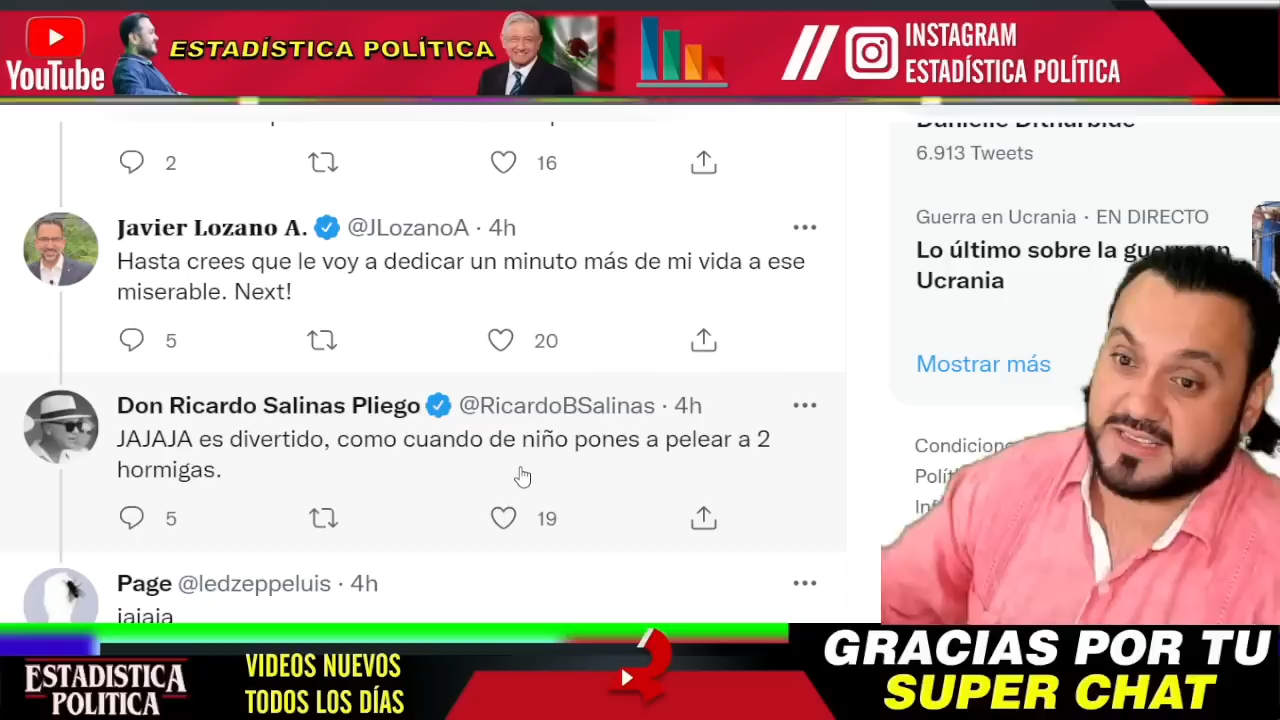 YouTube
ESTADÍSTICA POLÍTICA
INSTAGRAM
ESTADÍSTICA POLÍTICA
2
16
Javier Lozano A. @JLozanoA · 4h
Hasta crees que le voy a dedicar un minuto más de mi vida a ese
miserable. Next!
5
20
Don Ricardo Salinas Pliego @RicardoBSalinas · 4h
JAJAJA es divertido, como cuando de niño pones a pelear a 2
hormigas.
5
19
Page @ledzeppeluis · 4h
jajaja
6.913 Tweets
Guerra en Ucrania · EN DIRECTO
Lo último sobre la guerra en
Ucrania
Mostrar más
ESTADISTICA
POLÍTICA
VIDEOS NUEVOS
TODOS LOS DÍAS
GRACIAS POR TU
SUPER CHAT